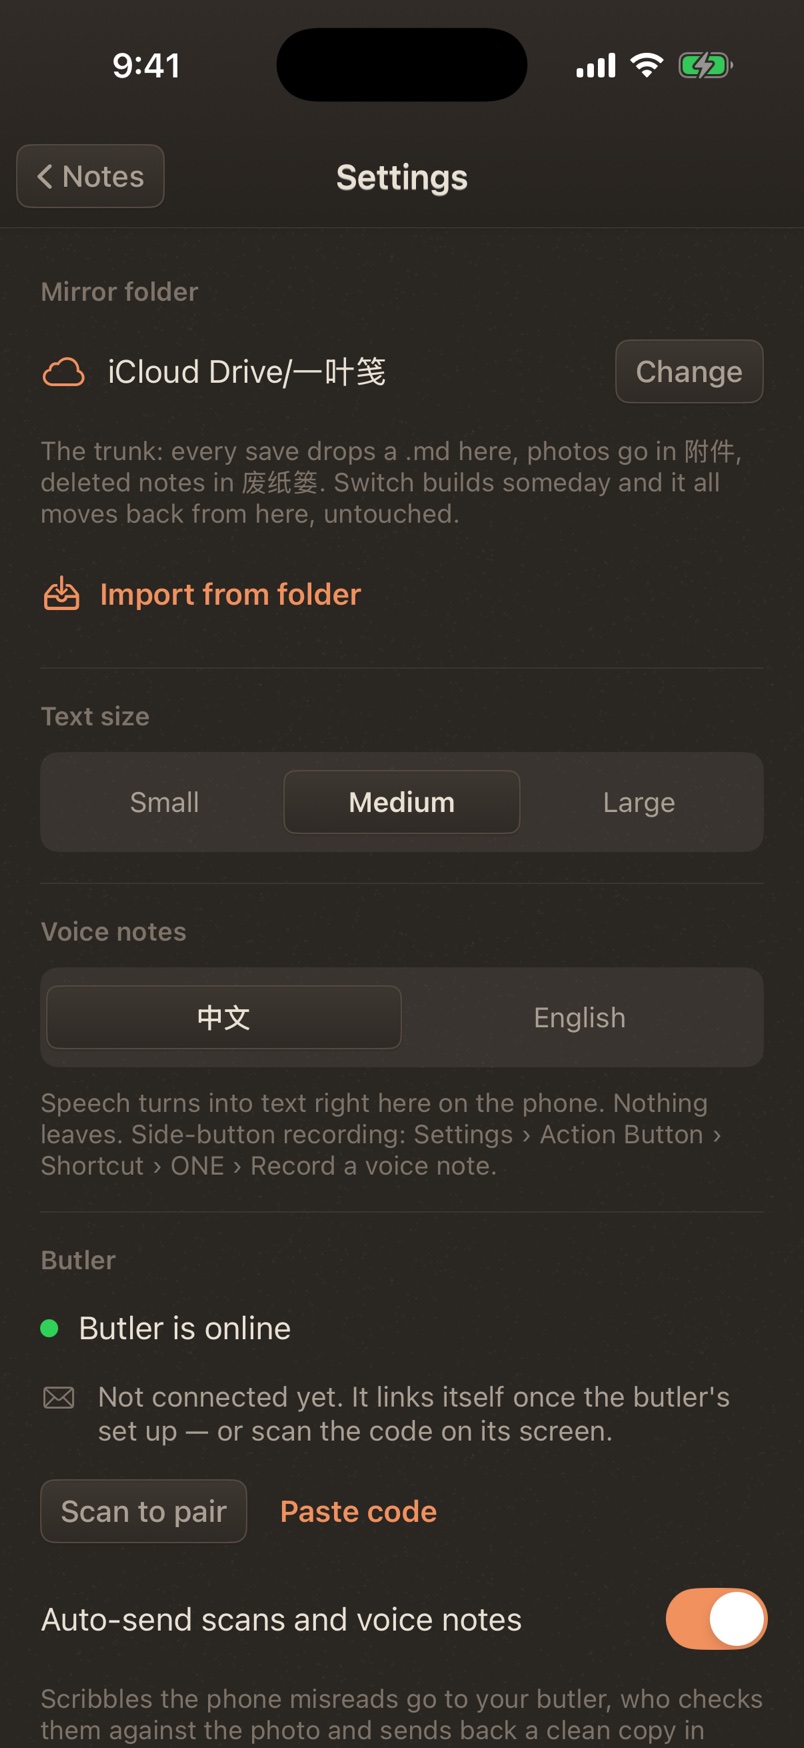 9:41
Notes
Settings
Mirror folder
iCloud Drive/一叶笺
Change
The trunk: every save drops a .md here, photos go in 附件,
deleted notes in 废纸篓. Switch builds someday and it all
moves back from here, untouched.
Import from folder
Text size
Small
Medium
Large
Voice notes
中文
English
Speech turns into text right here on the phone. Nothing
leaves. Side-button recording: Settings › Action Button ›
Shortcut › ONE › Record a voice note.
Butler
Butler is online
Not connected yet. It links itself once the butler's
set up — or scan the code on its screen.
Scan to pair
Paste code
Auto-send scans and voice notes
Scribbles the phone misreads go to your butler, who checks
them against the photo and sends back a clean copy in